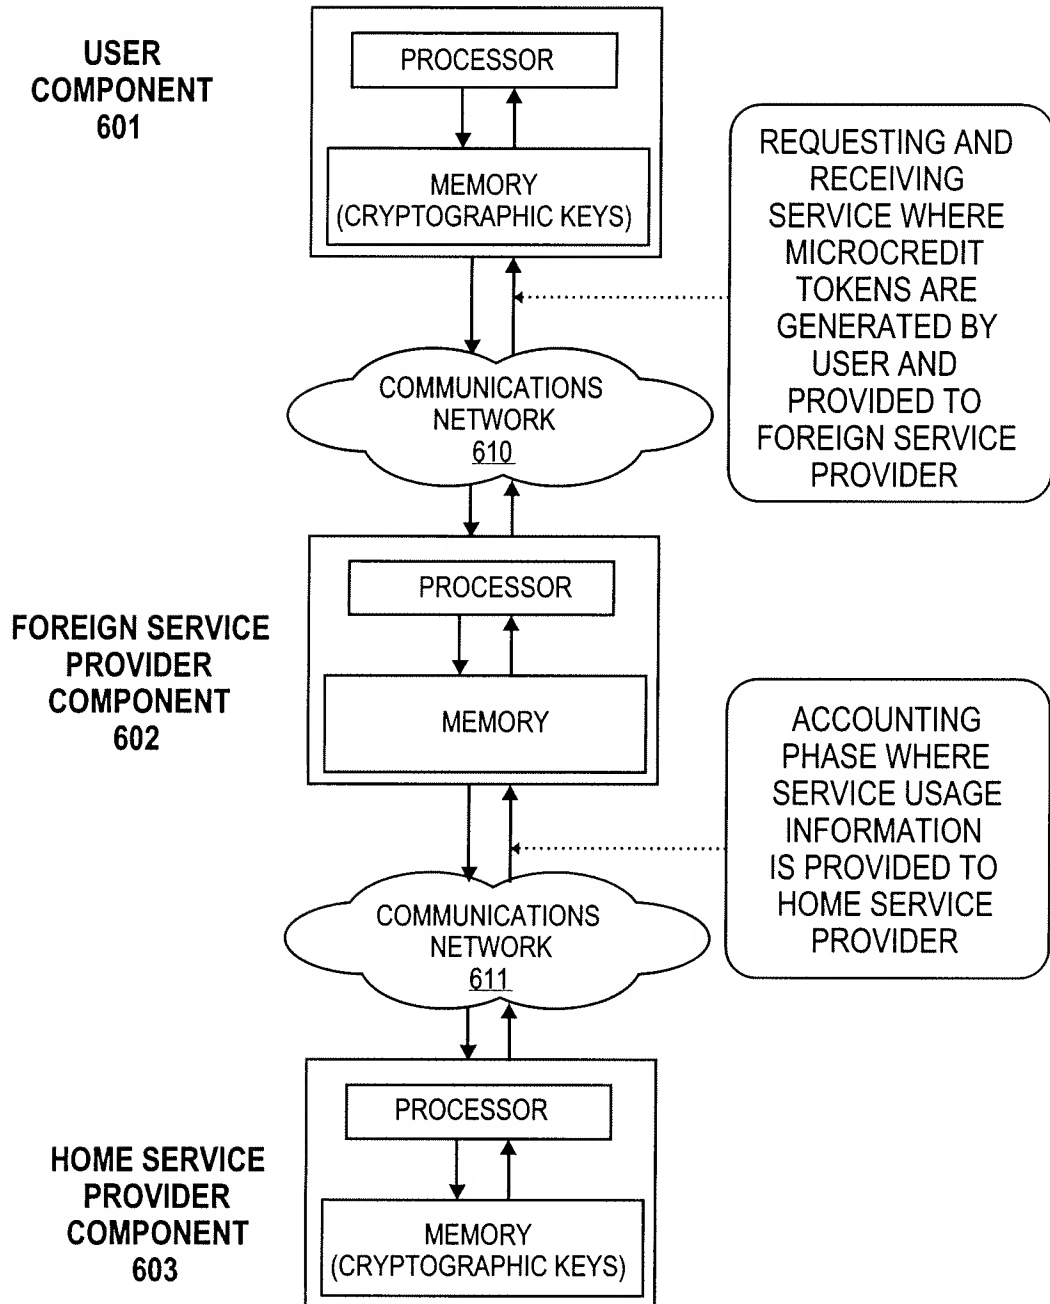 USER
COMPONENT
601
PROCESSOR
MEMORY
(CRYPTOGRAPHIC KEYS)
REQUESTING AND
RECEIVING
SERVICE WHERE
MICROCREDIT
TOKENS ARE
GENERATED BY
USER AND
PROVIDED TO
FOREIGN SERVICE
PROVIDER
COMMUNICATIONS
NETWORK
610
FOREIGN SERVICE
PROVIDER
COMPONENT
602
PROCESSOR
MEMORY
ACCOUNTING
PHASE WHERE
SERVICE USAGE
INFORMATION
IS PROVIDED TO
HOME SERVICE
PROVIDER
COMMUNICATIONS
NETWORK
611
HOME SERVICE
PROVIDER
COMPONENT
603
PROCESSOR
MEMORY
(CRYPTOGRAPHIC KEYS)